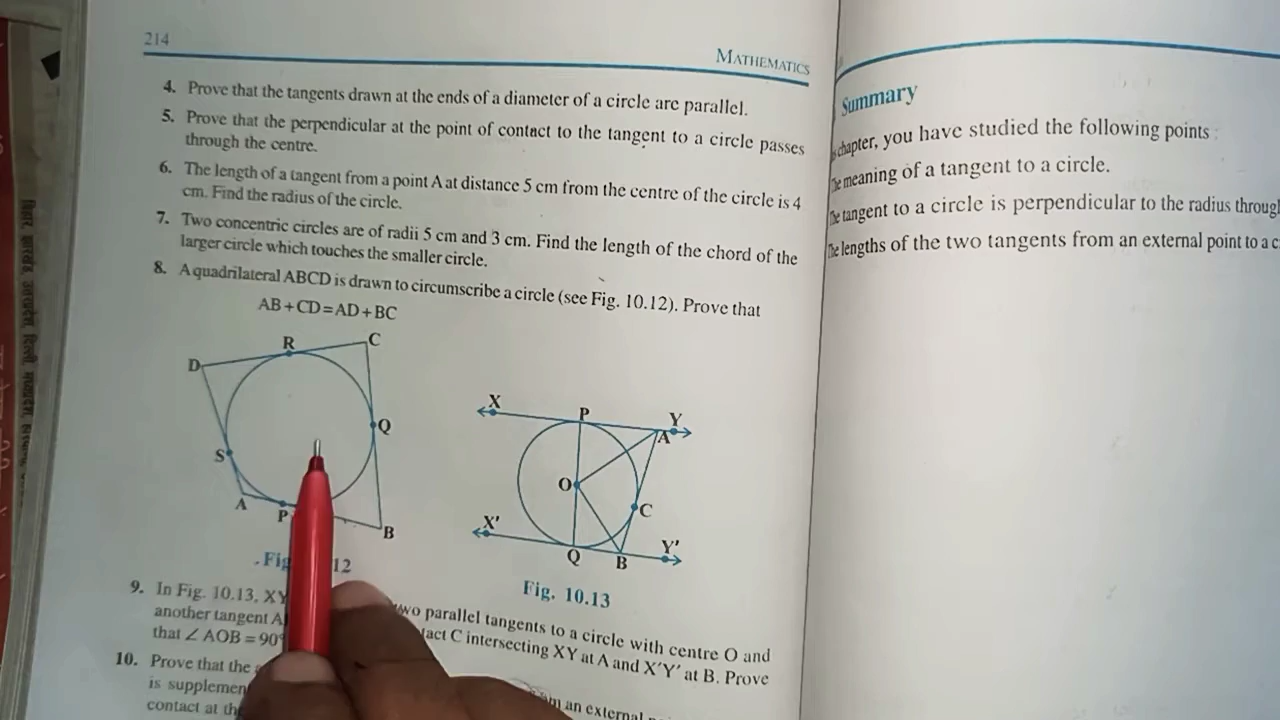 214
MATHEMATICS
4. Prove that the tangents drawn at the ends of a diameter of a circle are parallel.
5. Prove that the perpendicular at the point of contact to the tangent to a circle passes
through the centre.
6. The length of a tangent from a point A at distance 5 cm from the centre of the circle is 4
cm. Find the radius of the circle.
7. Two concentric circles are of radii 5 cm and 3 cm. Find the length of the chord of the
larger circle which touches the smaller circle.
8. A quadrilateral ABCD is drawn to circumscribe a circle (see Fig. 10.12). Prove that
AB + CD = AD + BC
D R C
Q
S
A P B
Fig 12
X P Y
A
O
C
X' Q B Y'
Fig. 10.13
9. In Fig. 10.13, XY two parallel tangents to a circle with centre O and
another tangent A C intersecting XY at A and X'Y' at B. Prove
that ∠ AOB = 90°
10. Prove that the an external
is
contact at
Summary
chapter, you have studied the following points :
The meaning of a tangent to a circle.
The tangent to a circle is perpendicular to the radius
The lengths of the two tangents from an external point to a